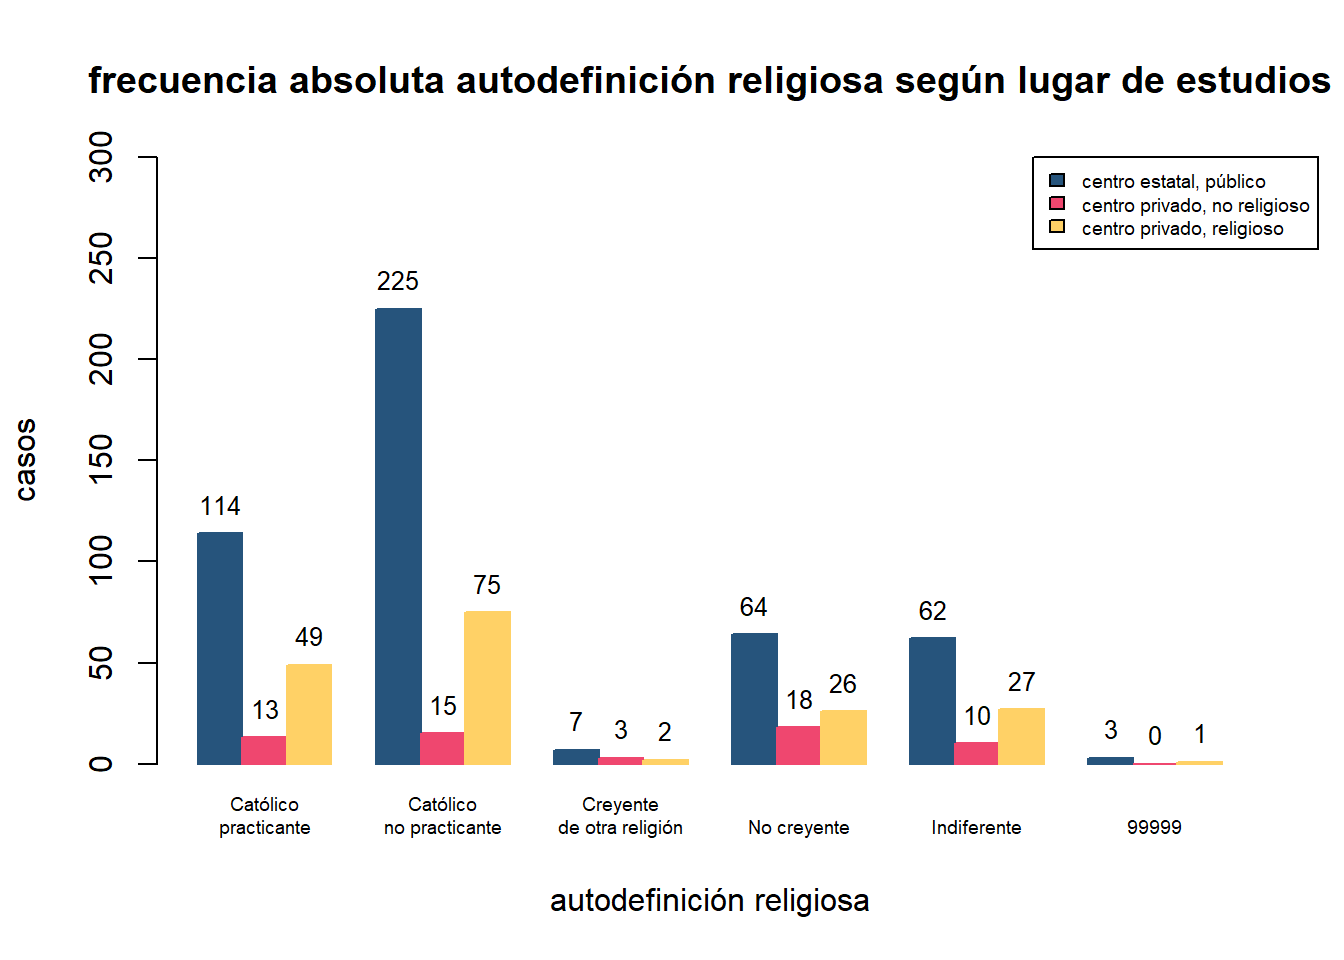 frecuencia absoluta autodefinición religiosa según lugar de estudios
centro estatal, público
centro privado, no religioso
centro privado, religioso
casos
300
250
200
150
100
50
0
114
13
49
225
15
75
7
3
2
64
18
26
62
10
27
3
0
1
Católico
practicante
Católico
no practicante
Creyente
de otra religión
No creyente
Indiferente
99999
autodefinición religiosa